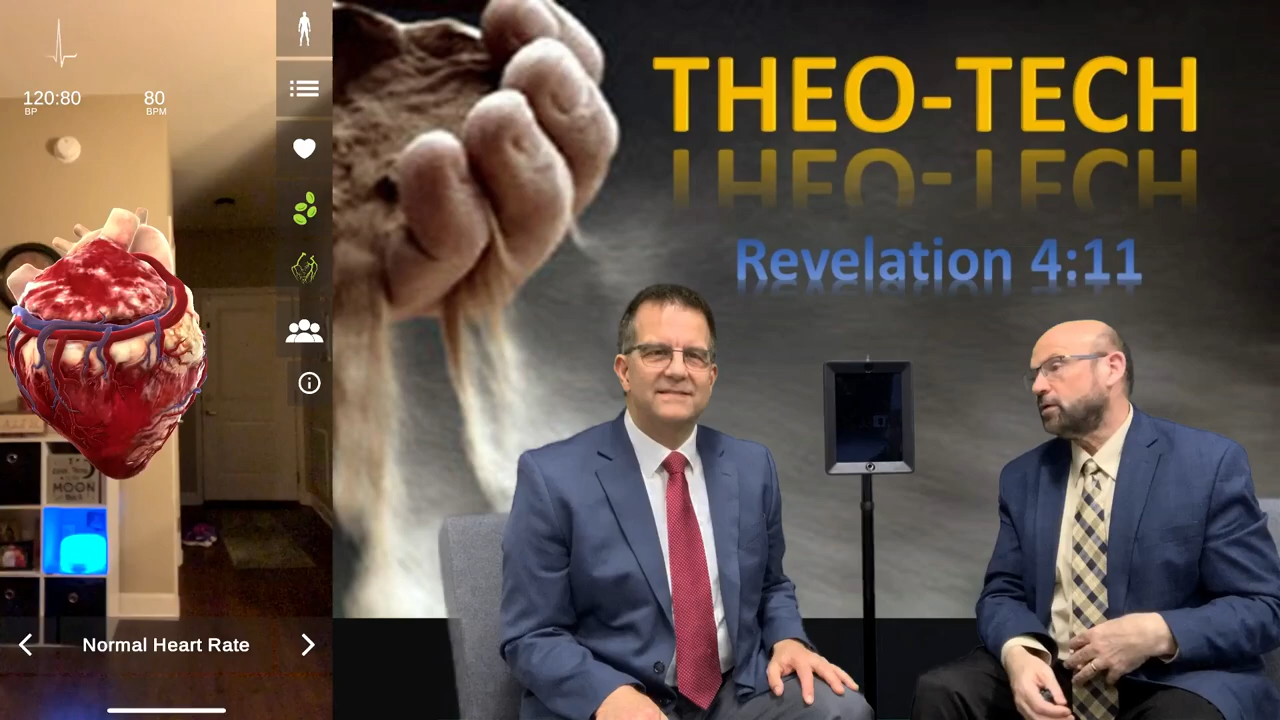 120:80
BP
80
BPM
MOON
Normal Heart Rate
THEO-TECH
Revelation 4:11